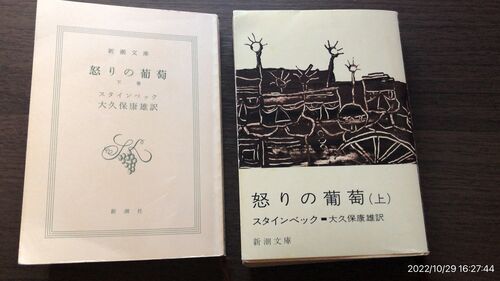 新潮文庫
怒りの葡萄
下巻
スタインベック
大久保康雄訳
新潮社
怒りの葡萄(上)
スタインベック=大久保康雄訳
新潮文庫
2022/10/29 16:27:44